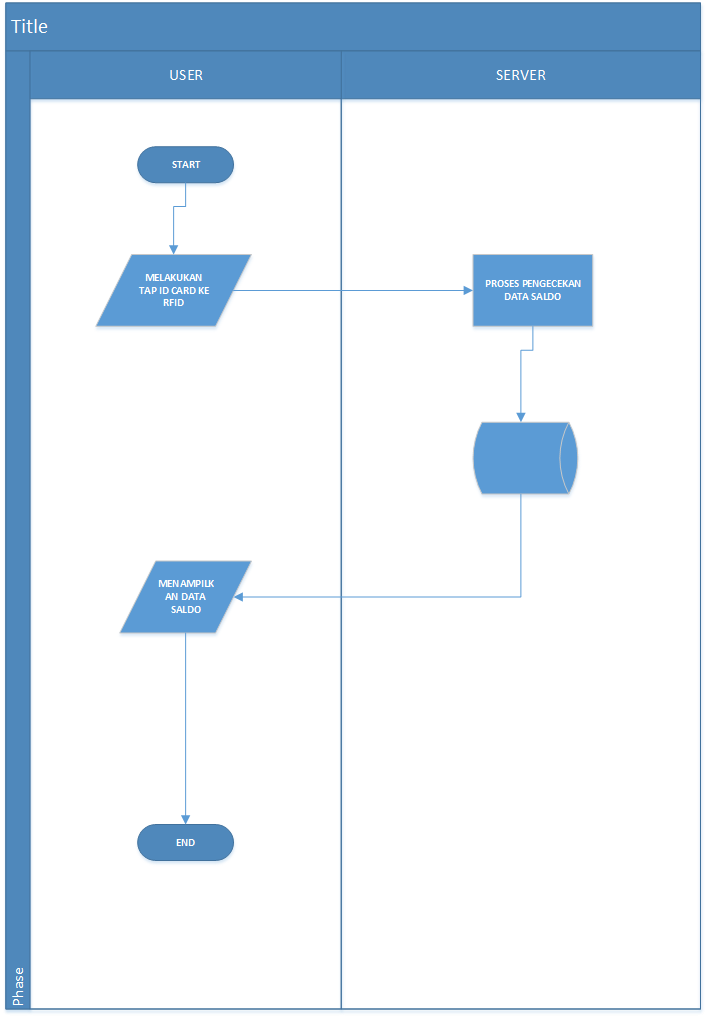 Title
USER
SERVER
START
MELAKUKAN
TAP ID CARD KE
RFID
PROSES PENGECEKAN
DATA SALDO
MENAMPILK
AN DATA
SALDO
END
Phase